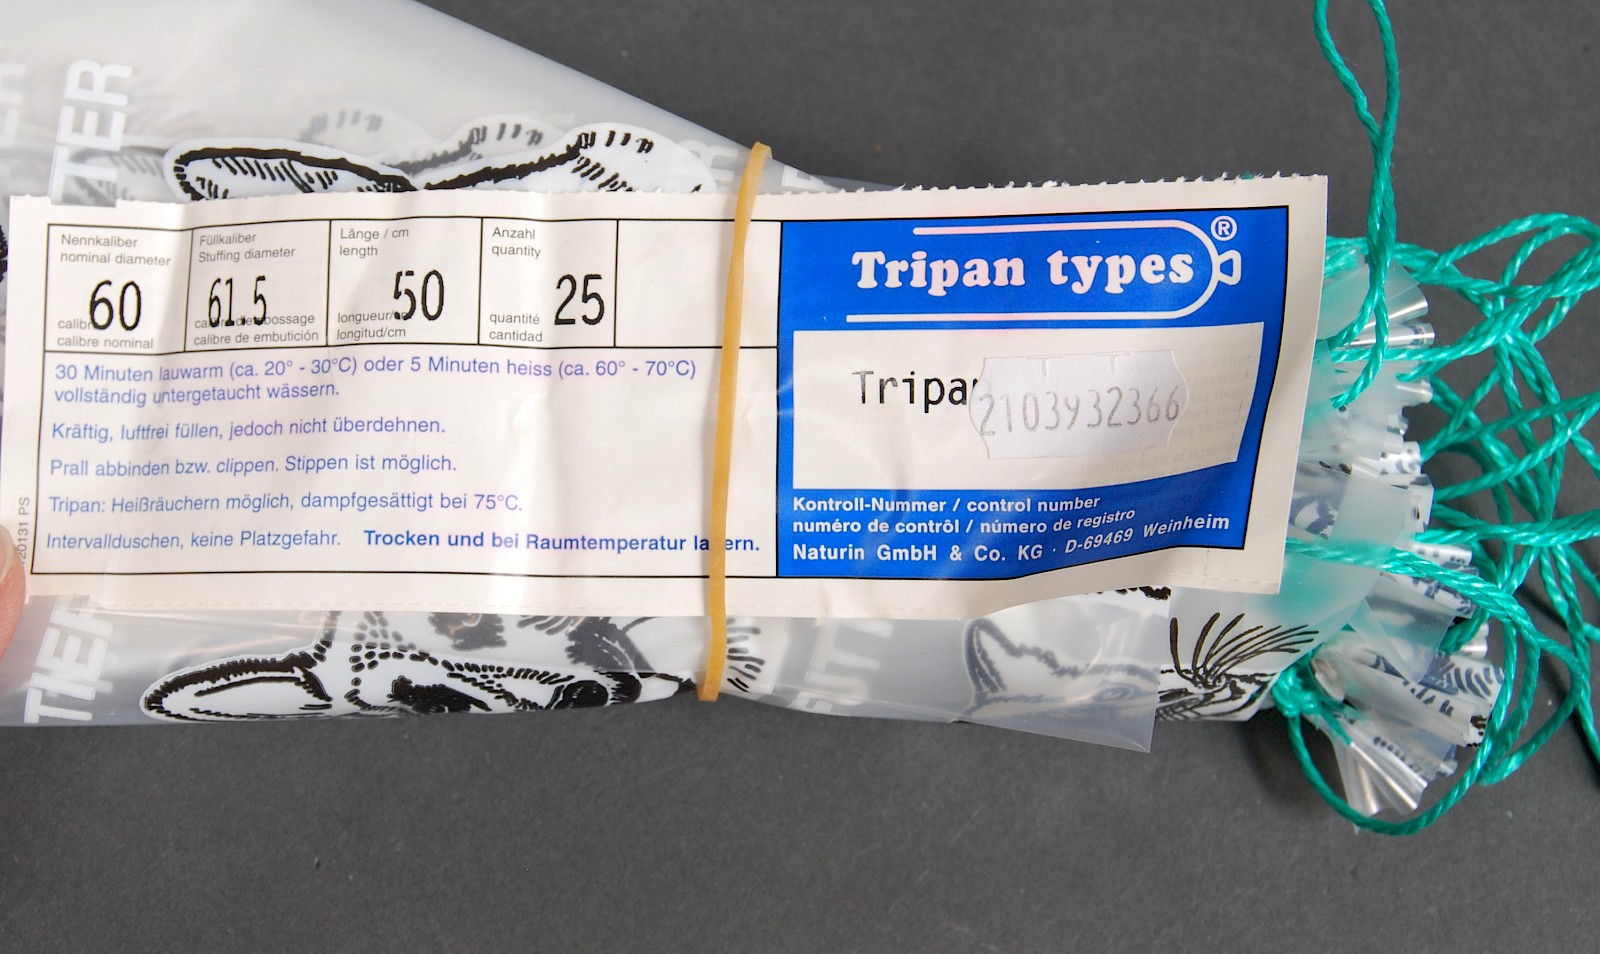 TER
Nennkaliber
nominal diameter
60
calibre nominal
Füllkaliber
Stuffing diameter
61.5
calibre de embutición
Länge / cm
length
50
longitud/cm
Anzahl
quantity
25
quantité
cantidad
30 Minuten lauwarm (ca. 20° - 30°C) oder 5 Minuten heiss (ca. 60° - 70°C)
vollständig untergetaucht wässern.
Kräftig, luftfrei füllen, jedoch nicht überdehnen.
Prall abbinden bzw. clippen. Stippen ist möglich.
Tripan: Heißräuchern möglich, dampfgesättigt bei 75°C.
Intervallduschen, keine Platzgefahr. Trocken und bei Raumtemperatur lagern.
Tripan types®
Tripa
2103932366
Kontroll-Nummer / control number
numéro de contrôl / número de registro
Naturin GmbH & Co. KG · D-69469 Weinheim